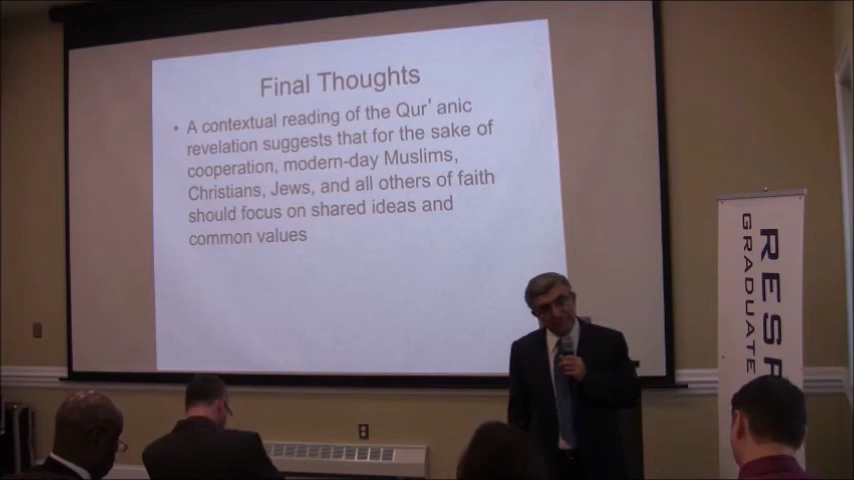 Final Thoughts
• A contextual reading of the Qur'anic
revelation suggests that for the sake of
cooperation, modern-day Muslims,
Christians, Jews, and all others of faith
should focus on shared ideas and
common values
GRADUATE